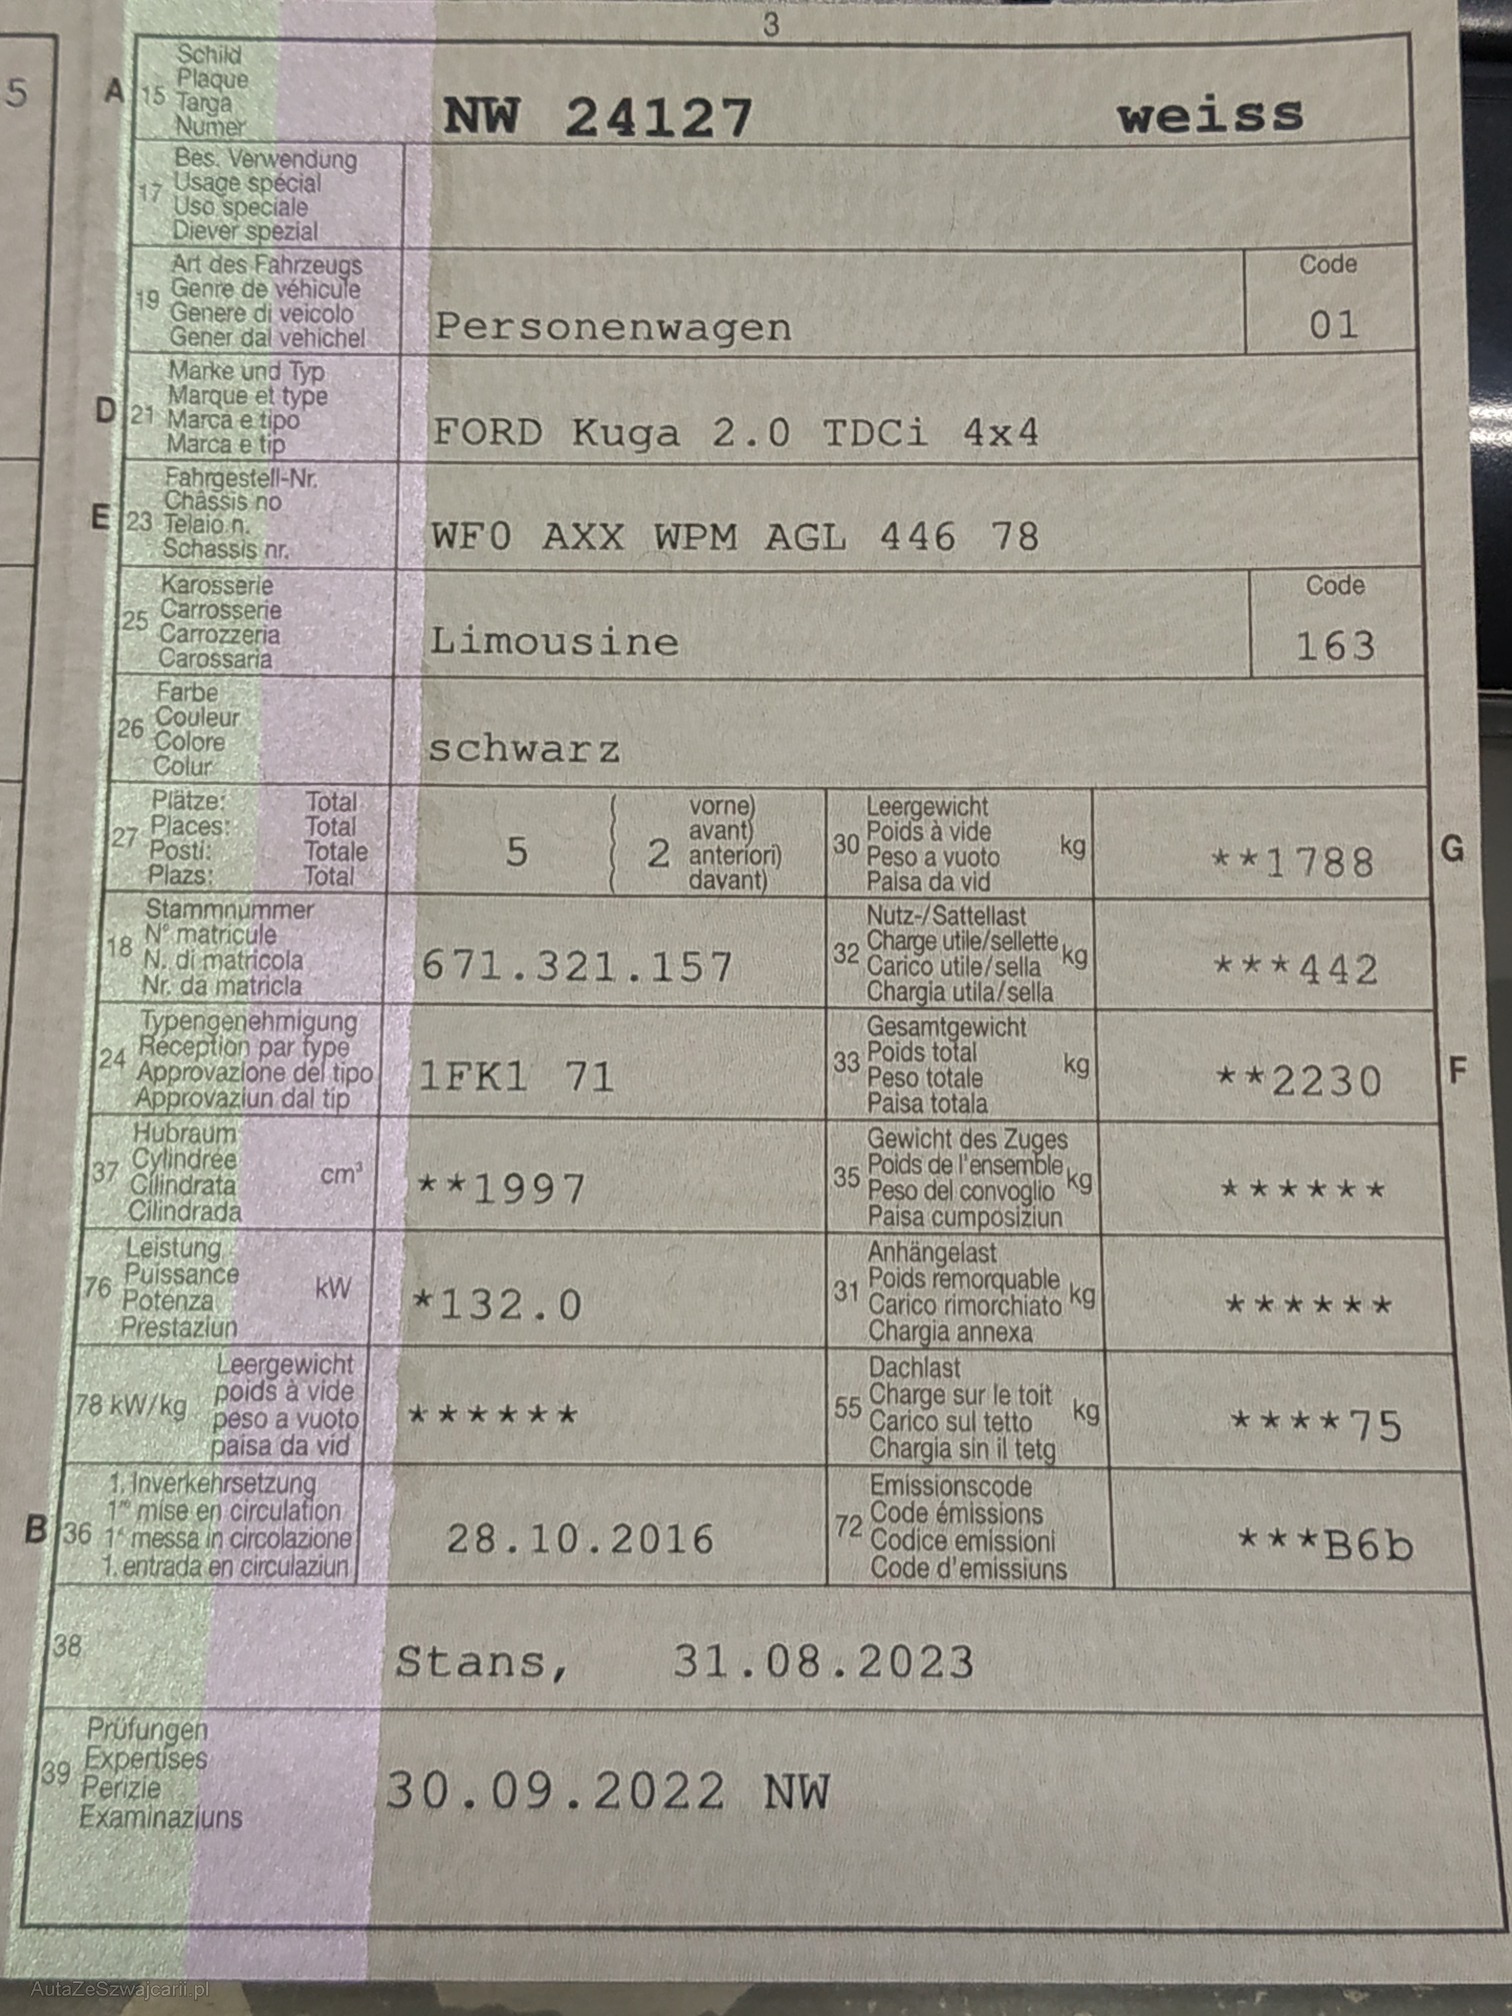 3
5
A 15 Schild
Plaque
Targa
Numer
NW 24127 weiss
17 Bes. Verwendung
Usage spécial
Uso speciale
Diever spezial
19 Art des Fahrzeugs
Genre de véhicule
Genere di veicolo
Gener dal vehichel
Personenwagen
Code
01
D 21 Marke und Typ
Marque et type
Marca e tipo
Marca e tip
FORD Kuga 2.0 TDCi 4x4
E 23 Fahrgestell-Nr.
Châssis no
Telaio n.
Schassis nr.
WF0 AXX WPM AGL 446 78
25 Karosserie
Carrosserie
Carrozzeria
Carossaria
Limousine
Code
163
26 Farbe
Couleur
Colore
Colur
schwarz
27 Plätze: Total
Places: Total
Posti: Totale
Plazs: Total
5 ( 2 vorne)
avant)
anteriori)
davant)
30 Leergewicht
Poids à vide kg
Peso a vuoto
Paisa da vid
**1788 G
18 Stammnummer
N° matricule
N. di matricola
Nr. da matricla
671.321.157
32 Nutz-/Sattellast
Charge utile/sellette kg
Carico utile/sella
Chargia utila/sella
***442
24 Typengenehmigung
Réception par type
Approvazione del tipo
Approvaziun dal tip
1FK1 71
33 Gesamtgewicht
Poids total kg
Peso totale
Paisa totala
**2230 F
37 Hubraum
Cylindrée cm³
Cilindrata
Cilindrada
**1997
35 Gewicht des Zuges
Poids de l'ensemble kg
Peso del convoglio
Paisa cumposiziun
******
76 Leistung
Puissance kW
Potenza
Prestaziun
*132.0
31 Anhängelast
Poids remorquable kg
Carico rimorchiato
Chargia annexa
******
78 kW/kg Leergewicht
poids à vide
peso a vuoto
paisa da vid
******
55 Dachlast
Charge sur le toit kg
Carico sul tetto
Chargia sin il tetg
****75
B 36 1. Inverkehrsetzung
1re mise en circulation
1a messa in circolazione
1. entrada en circulaziun
28.10.2016
72 Emissionscode
Code émissions
Codice emissioni
Code d'emissiuns
***B6b
38 Stans, 31.08.2023
39 Prüfungen
Expertises
Perizie
Examinaziuns
30.09.2022 NW
AutaZeSzwajcarii.pl